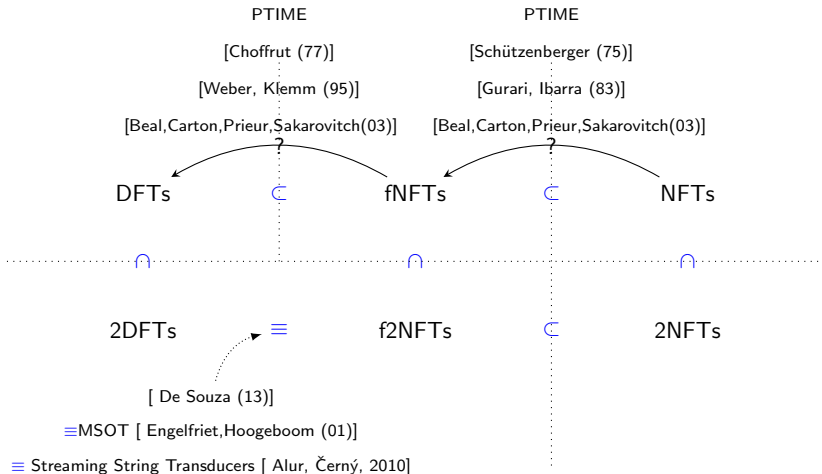 PTIME PTIME
[Choffrut (77)] [Schützenberger (75)]
[Weber, Klemm (95)] [Gurari, Ibarra (83)]
[Beal,Carton,Prieur,Sakarovitch(03)] [Beal,Carton,Prieur,Sakarovitch(03)]
? ?
DFTs ⊂ fNFTs ⊂ NFTs
∩ ∩ ∩
2DFTs ≡ f2NFTs ⊂ 2NFTs
[ De Souza (13)]
≡MSOT [ Engelfriet,Hoogeboom (01)]
≡ Streaming String Transducers [ Alur, Černý, 2010]